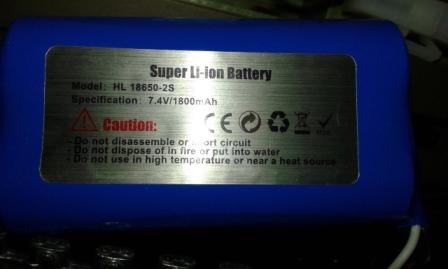 Super Li-ion Battery
Model: HL 18650-2S
Specification: 7.4V/1800mAh
Caution:
- Do not disassemble or short circuit
- Do not dispose of in fire or put into water
- Do not use in high temperature or near a heat source